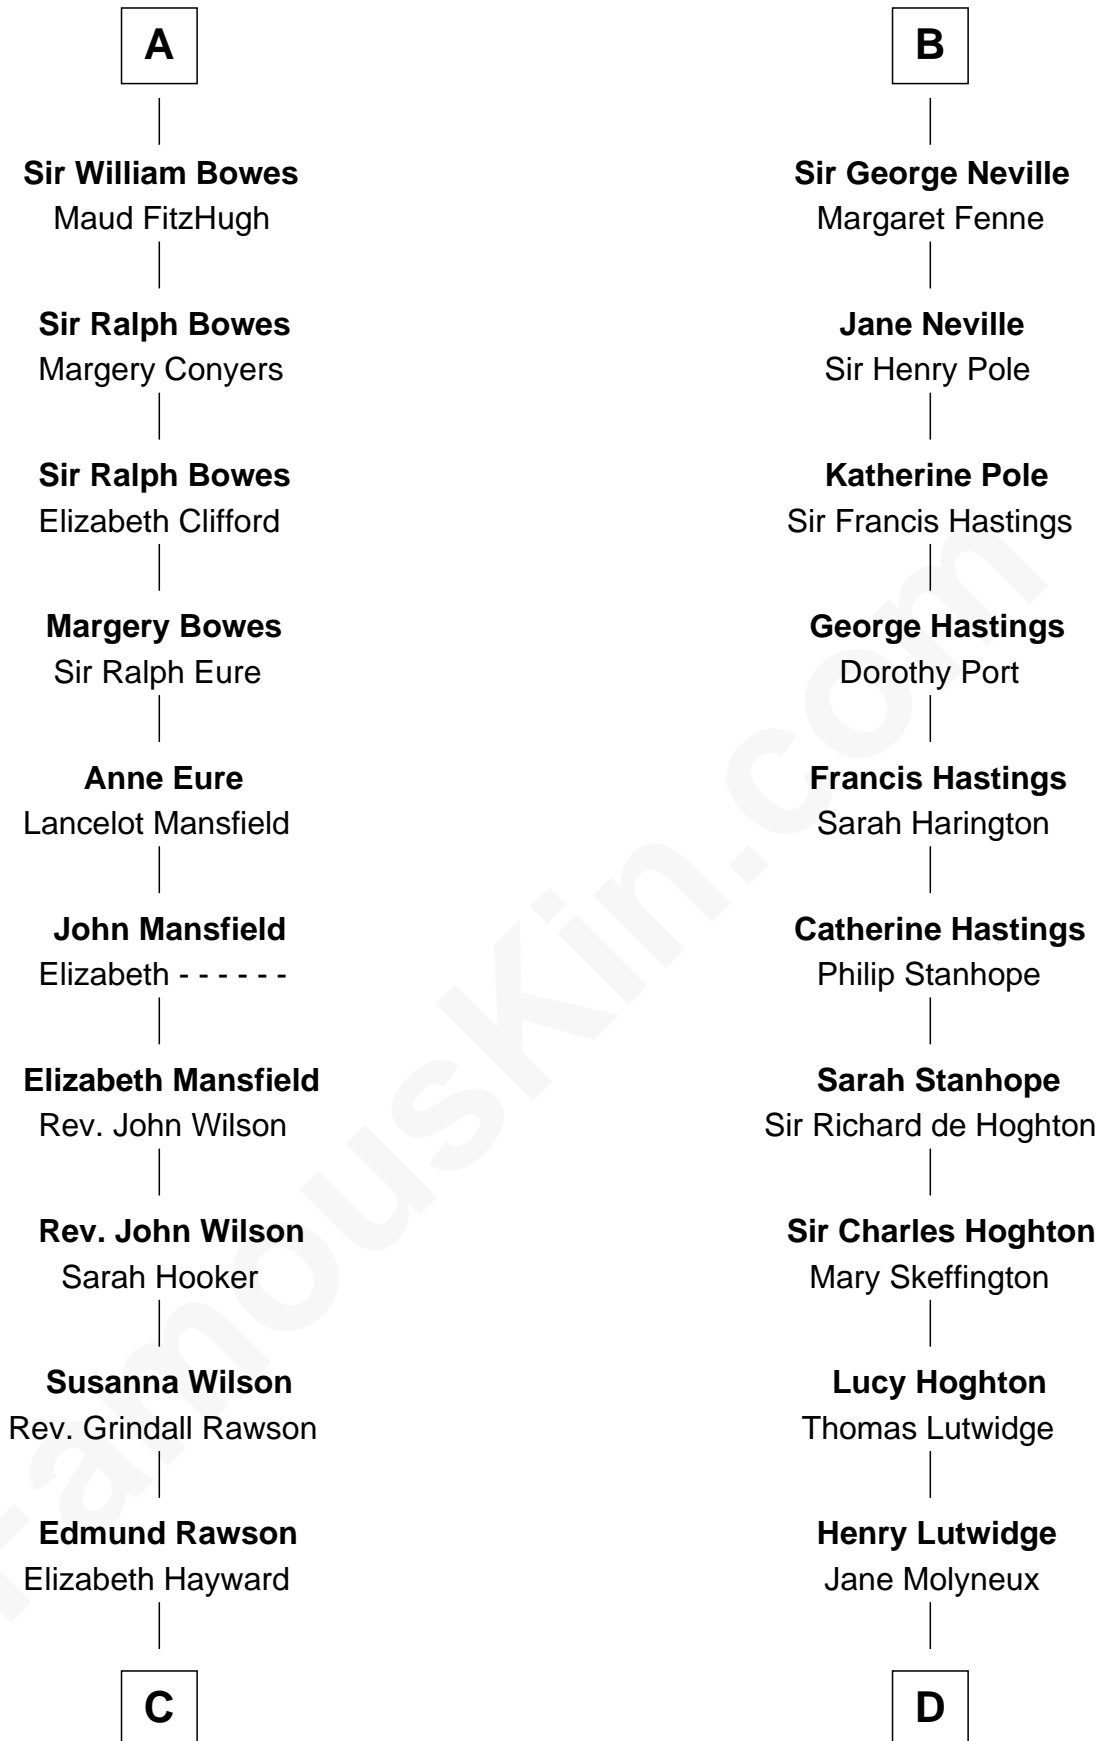 A
Sir William Bowes
Maud FitzHugh
Sir Ralph Bowes
Margery Conyers
Sir Ralph Bowes
Elizabeth Clifford
Margery Bowes
Sir Ralph Eure
Anne Eure
Lancelot Mansfield
John Mansfield
Elizabeth - - - - - -
Elizabeth Mansfield
Rev. John Wilson
Rev. John Wilson
Sarah Hooker
Susanna Wilson
Rev. Grindall Rawson
Edmund Rawson
Elizabeth Hayward
C
B
Sir George Neville
Margaret Fenne
Jane Neville
Sir Henry Pole
Katherine Pole
Sir Francis Hastings
George Hastings
Dorothy Port
Francis Hastings
Sarah Harington
Catherine Hastings
Philip Stanhope
Sarah Stanhope
Sir Richard de Hoghton
Sir Charles Hoghton
Mary Skeffington
Lucy Hoghton
Thomas Lutwidge
Henry Lutwidge
Jane Molyneux
D
FamousKin.com